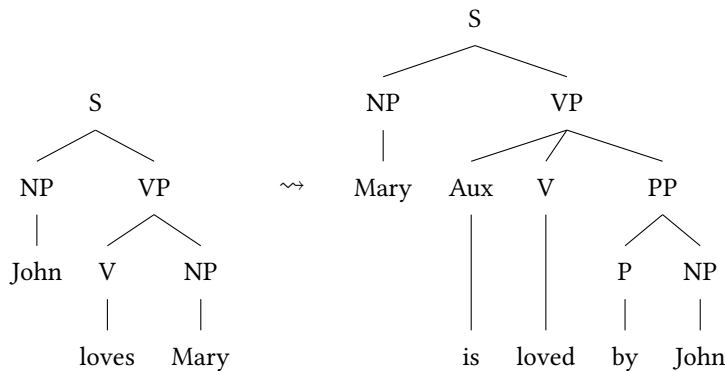 S
NP VP
John V NP
loves Mary
⇝
S
NP VP
Mary Aux V PP
P NP
is loved by John